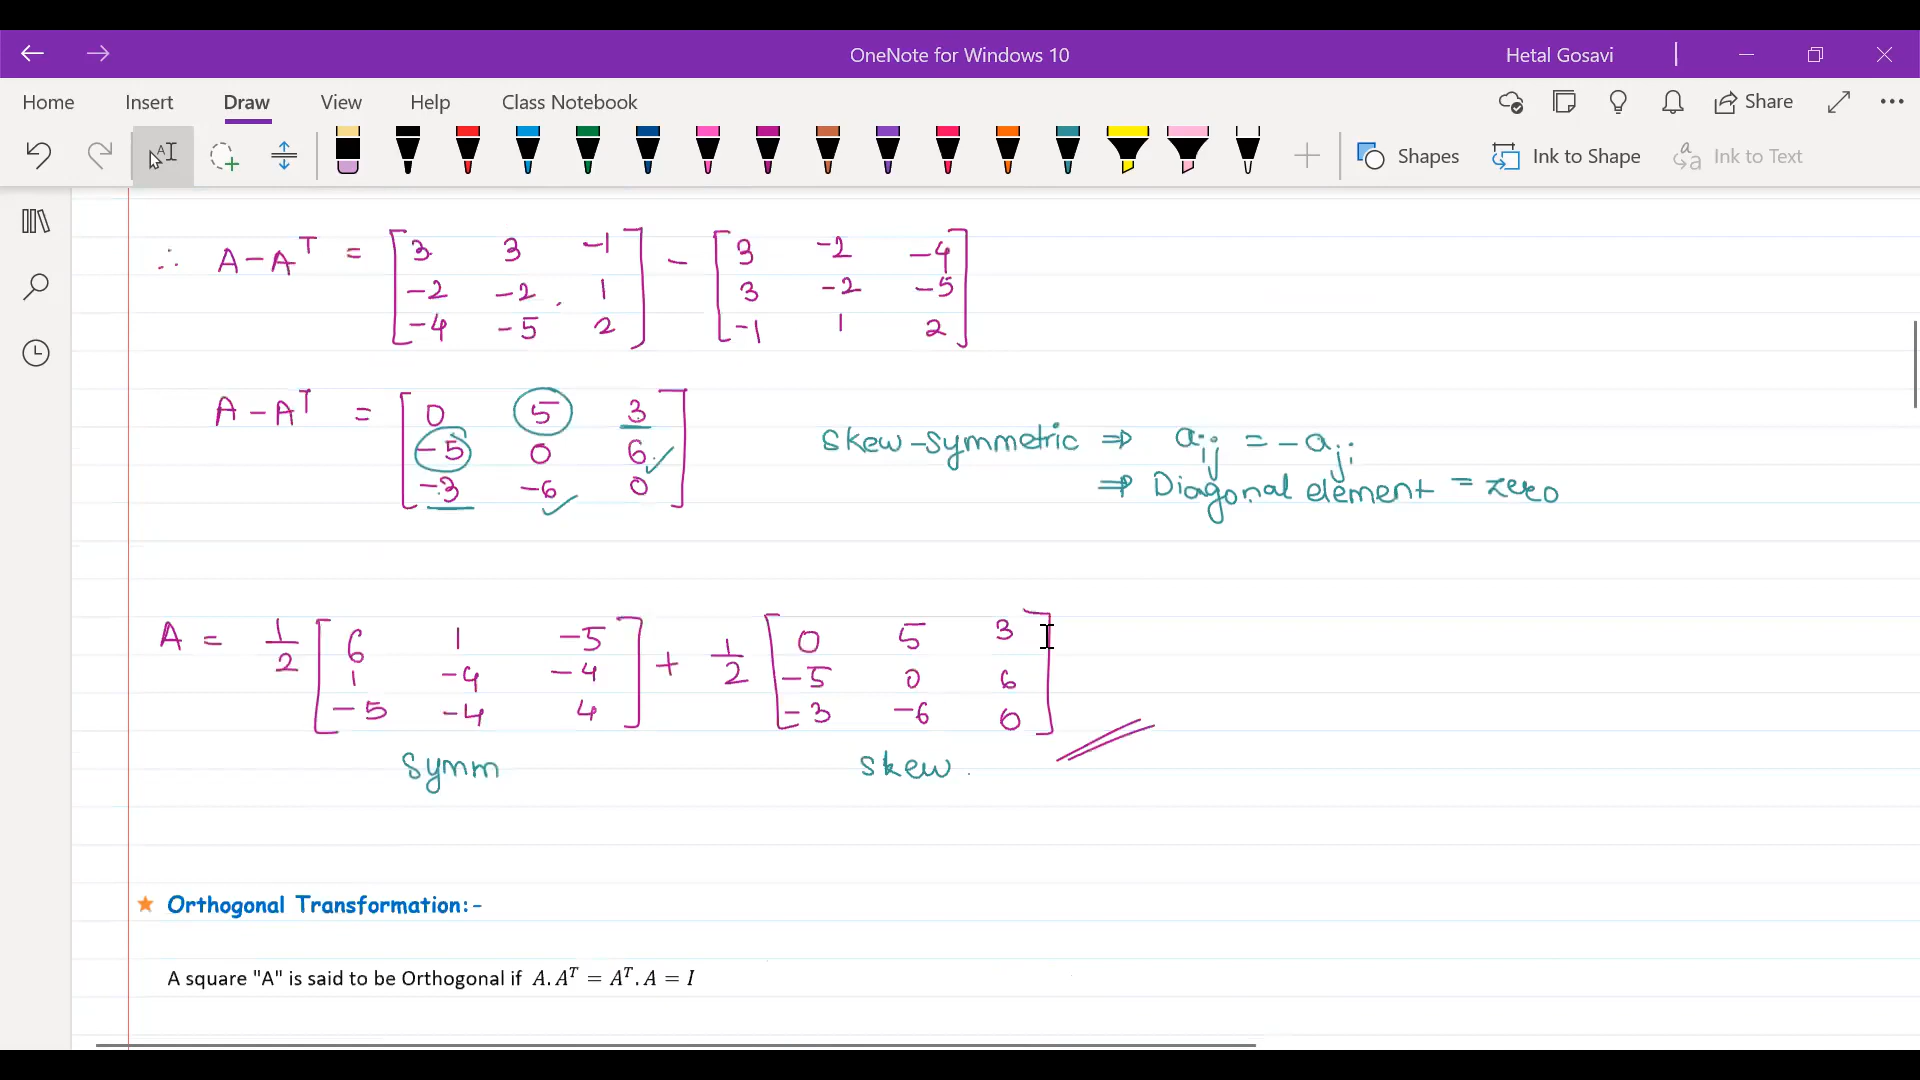 OneNote for Windows 10
Hetal Gosavi
Home Insert Draw View Help Class Notebook Share
Shapes Ink to Shape Ink to Text
∴ A-A^T = [3 3 -1] - [3 -2 -4]
[-2 -2 1] [3 -2 -5]
[-4 -5 2] [-1 1 2]
A-A^T = [0 5 3]
[-5 0 6]
[-3 -6 0]
Skew-symmetric ⇒ aij = -aji
⇒ Diagonal element = zero
A = 1/2 [6 1 -5] + 1/2 [0 5 3]
[1 -4 -4] [-5 0 6]
[-5 -4 4] [-3 -6 0]
Symm Skew.
★ Orthogonal Transformation:-
A square "A" is said to be Orthogonal if A.A^T = A^T.A = I